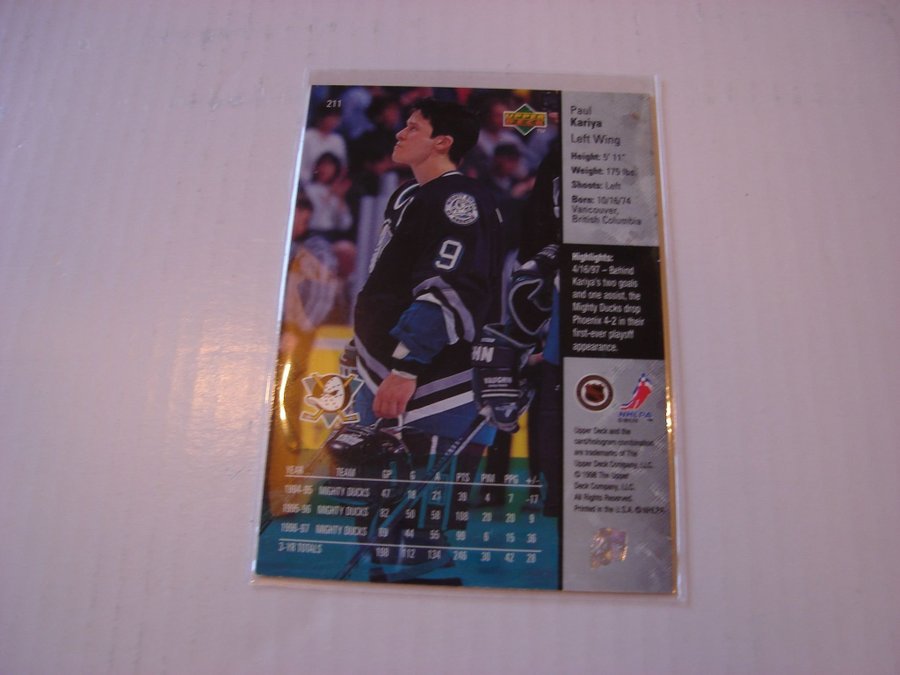 211
UPPER DECK
Paul
Kariya
Left Wing
Height: 5' 11"
Weight: 175 lbs.
Shoots: Left
Born: 10/16/74
Vancouver,
British Columbia
Highlights:
4/16/97 – Behind
Kariya's two goals
and one assist, the
Mighty Ducks drop
Phoenix 4-2 in their
first-ever playoff
appearance.
9
HN
VAUGHN
NHLPA
Upper Deck and the
card/hologram combination
are trademarks of The
Upper Deck Company, LLC.
© 1998 The Upper
Deck Company, LLC.
All Rights Reserved.
Printed in the U.S.A. © NHLPA
YEAR TEAM GP G A PTS PIM PPG +/-
1994-95 MIGHTY DUCKS 47 18 21 39 4 7 -17
1995-96 MIGHTY DUCKS 82 50 58 108 20 20 9
1996-97 MIGHTY DUCKS 69 44 55 99 6 15 36
3-YR TOTALS 198 112 134 246 30 42 28